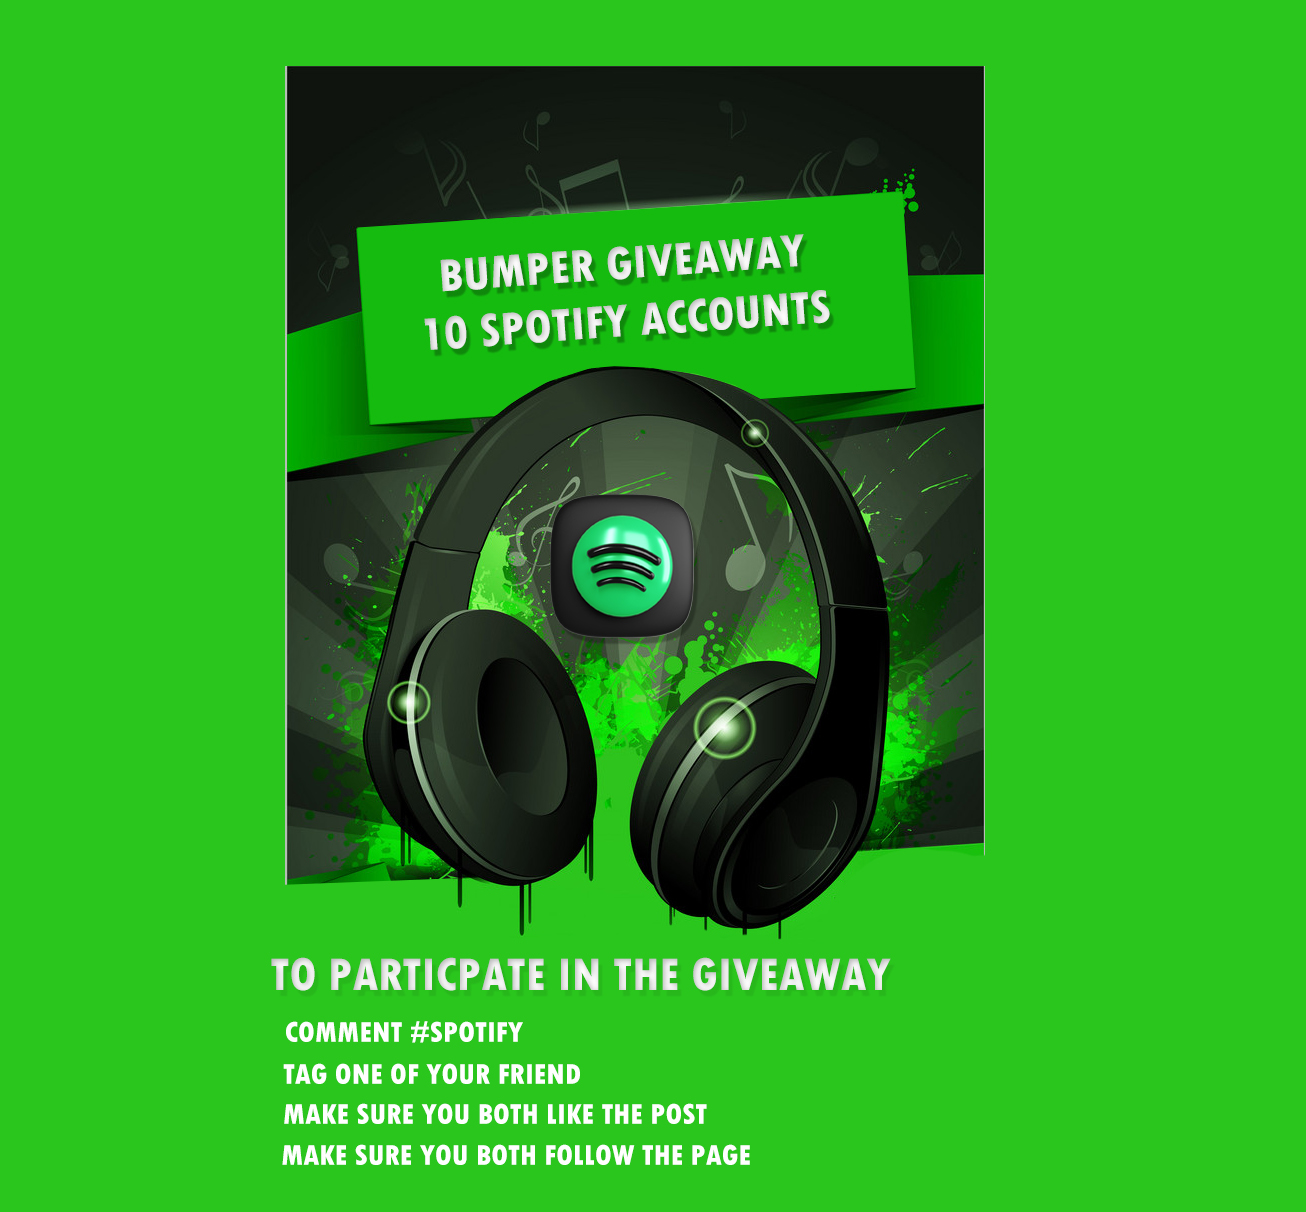 BUMPER GIVEAWAY
10 SPOTIFY ACCOUNTS
TO PARTICPATE IN THE GIVEAWAY
COMMENT #SPOTIFY
TAG ONE OF YOUR FRIEND
MAKE SURE YOU BOTH LIKE THE POST
MAKE SURE YOU BOTH FOLLOW THE PAGE